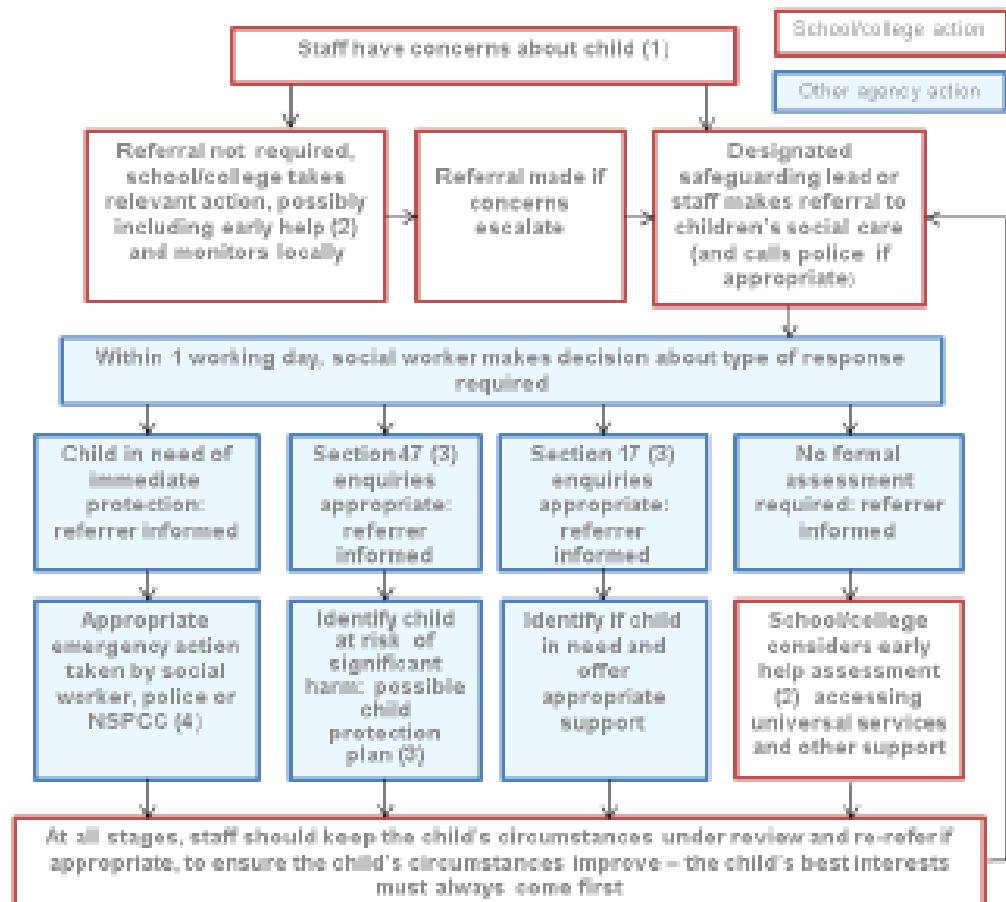 School/college action
Staff have concerns about child (1)
Other agency action
Referral not required,
school/college takes
relevant action, possibly
including early help (2)
and monitors locally
Referral made if
concerns
escalate
Designated
safeguarding lead or
staff makes referral to
children's social care
(and calls police if
appropriate)
Within 1 working day, social worker makes decision about type of response
required
Child in need of
immediate
protection:
referrer informed
Section 47 (3)
enquiries
appropriate:
referrer
informed
Section 17 (3)
enquiries
appropriate:
referrer
informed
No formal
assessment
required: referrer
informed
Appropriate
emergency action
taken by social
worker, police or
NSPCC (4)
Identify child
at risk of
significant
harm: possible
child
protection
plan (3)
Identify if child
in need and
offer
appropriate
support
School/college
considers early
help assessment
(2) accessing
universal services
and other support
At all stages, staff should keep the child's circumstances under review and re-refer if
appropriate, to ensure the child's circumstances improve – the child's best interests
must always come first